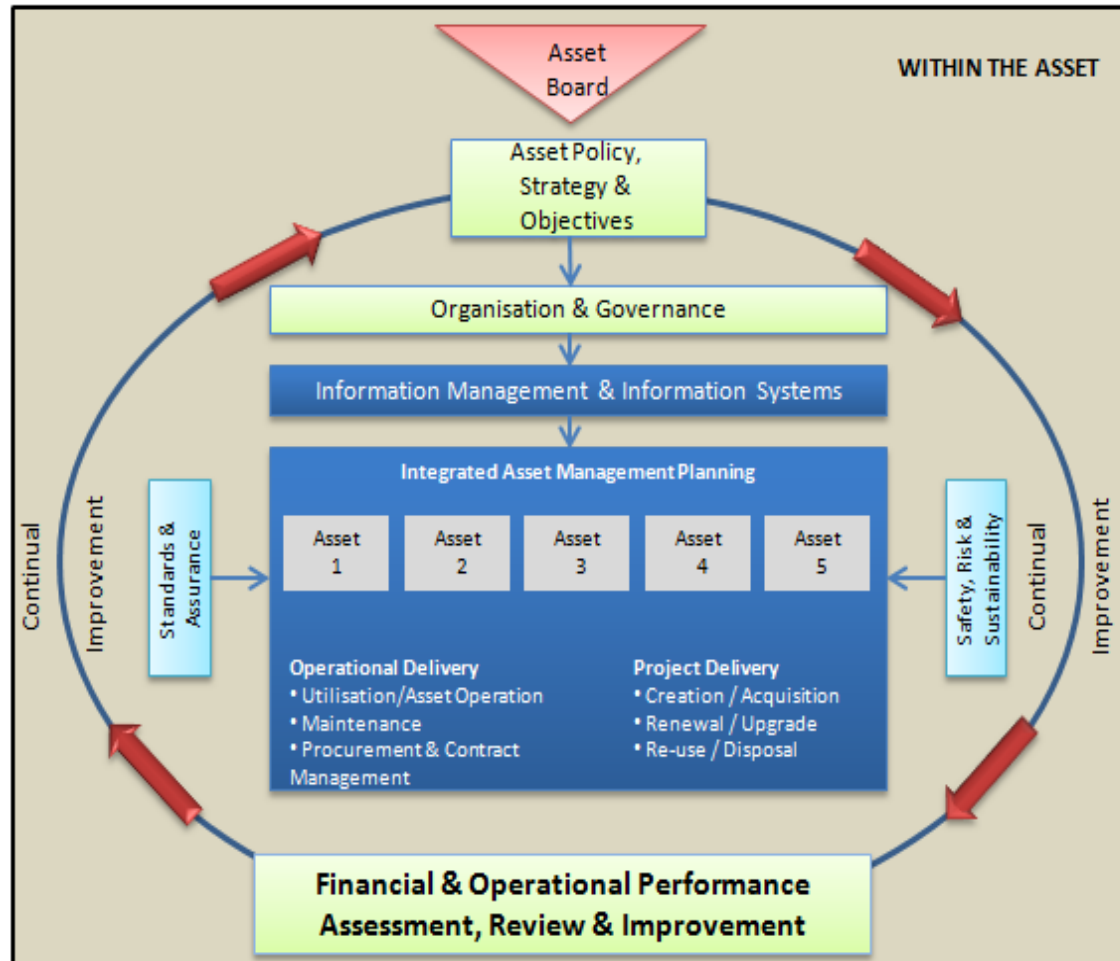 Asset
Board
WITHIN THE ASSET
Asset Policy,
Strategy &
Objectives
Organisation & Governance
Information Management & Information Systems
Integrated Asset Management Planning
Asset
1
Asset
2
Asset
3
Asset
4
Asset
5
Continual
Improvement
Standards &
Assurance
Safety, Risk &
Sustainability
Continual
Improvement
Operational Delivery
• Utilisation/Asset Operation
• Maintenance
• Procurement & Contract
Management
Project Delivery
• Creation / Acquisition
• Renewal / Upgrade
• Re-use / Disposal
Financial & Operational Performance
Assessment, Review & Improvement